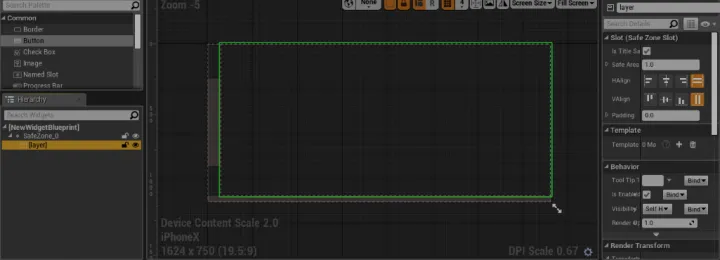 Search Palette
Common
Border
Button
Check Box
Image
Named Slot
Progress Bar
Hierarchy
Search Widgets
[NewWidgetBlueprint]
SafeZone_0
[layer]
Zoom -5
None
R
Screen Size
Fill Screen
Device Content Scale 2.0
iPhoneX
1624 x 750 (19.5:9)
DPI Scale 0.67
layer
Search Details
Slot (Safe Zone Slot)
Is Title Sa
Safe Area 1.0
HAlign
VAlign
Padding 0.0
Template
Template 0 Me
Behavior
Tool Tip T Bind
Is Enabled Bind
Visibility Self H Bind
Render O 1.0
Render Transform